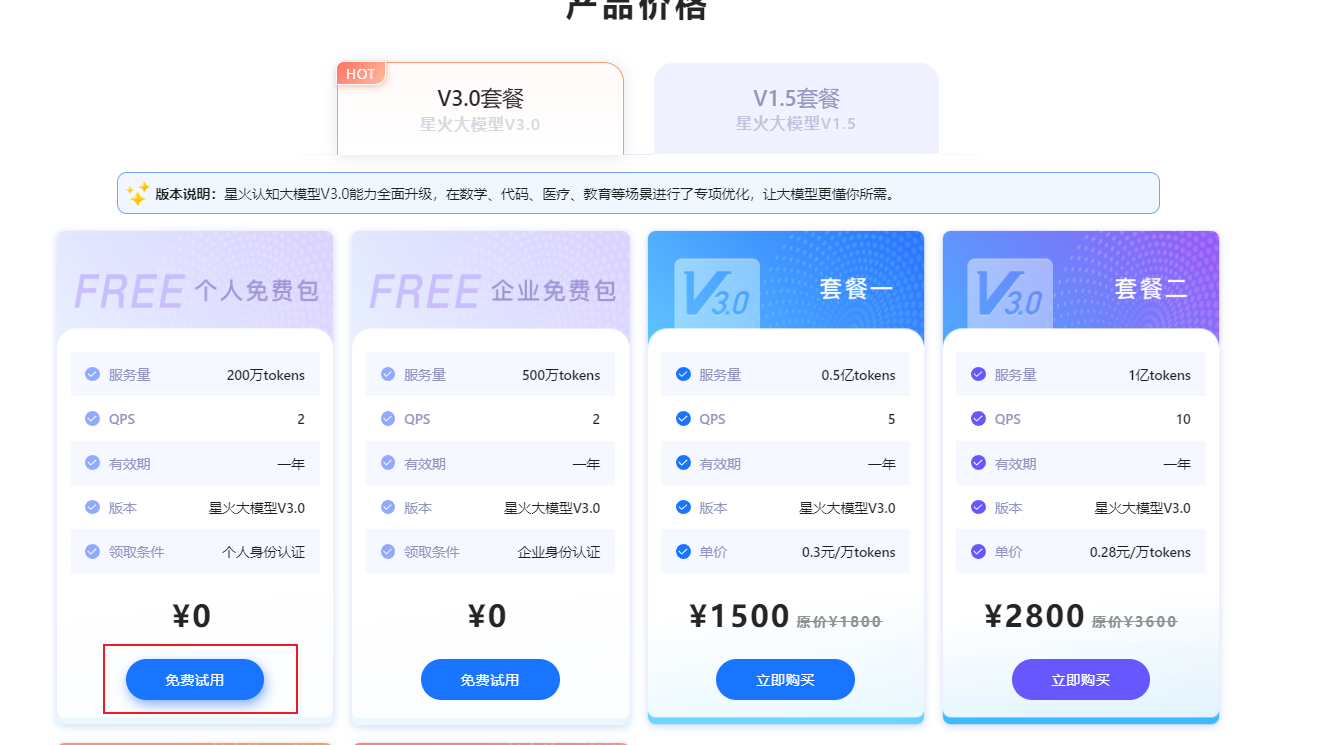 产品价格
HOT
V3.0套餐
星火大模型V3.0
V1.5套餐
星火大模型V1.5
版本说明：星火认知大模型V3.0能力全面升级，在数学、代码、医疗、教育等场景进行了专项优化，让大模型更懂你所需。
FREE 个人免费包
服务量 200万tokens
QPS 2
有效期 一年
版本 星火大模型V3.0
领取条件 个人身份认证
¥0
免费试用
FREE 企业免费包
服务量 500万tokens
QPS 2
有效期 一年
版本 星火大模型V3.0
领取条件 企业身份认证
¥0
免费试用
V3.0 套餐一
服务量 0.5亿tokens
QPS 5
有效期 一年
版本 星火大模型V3.0
单价 0.3元/万tokens
¥1500 原价¥1800
立即购买
V3.0 套餐二
服务量 1亿tokens
QPS 10
有效期 一年
版本 星火大模型V3.0
单价 0.28元/万tokens
¥2800 原价¥3600
立即购买